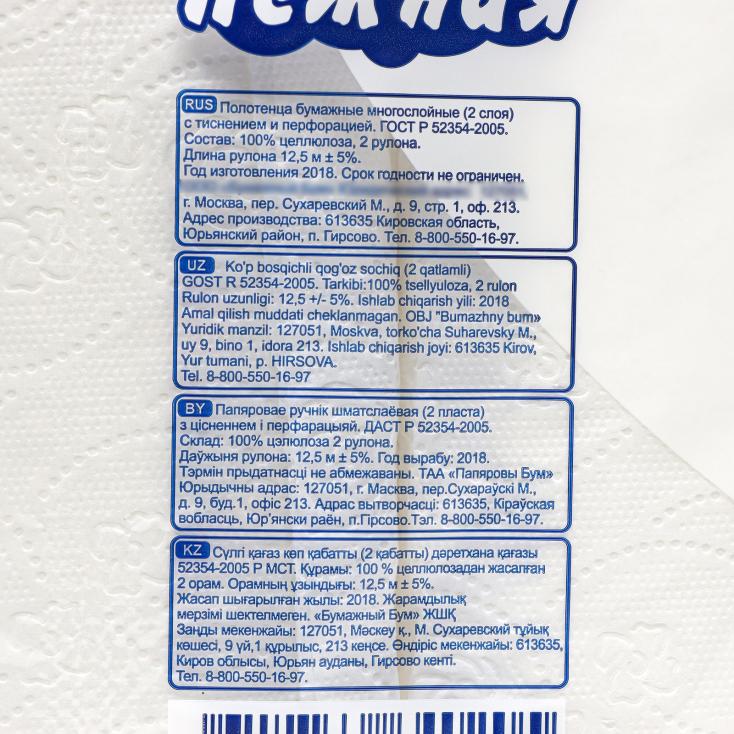 нежная
RUS Полотенца бумажные многослойные (2 слоя)
с тиснением и перфорацией. ГОСТ Р 52354-2005.
Состав: 100% целлюлоза, 2 рулона.
Длина рулона 12,5 м ± 5%.
Год изготовления 2018. Срок годности не ограничен.
г. Москва, пер. Сухаревский М., д. 9, стр. 1, оф. 213.
Адрес производства: 613635 Кировская область,
Юрьянский район, п. Гирсово. Тел. 8-800-550-16-97.
UZ Ko'p bosqichli qog'oz sochiq (2 qatlamli)
GOST R 52354-2005. Tarkibi:100% tsellyuloza, 2 rulon
Rulon uzunligi: 12,5 +/- 5%. Ishlab chiqarish yili: 2018
Amal qilish muddati cheklanmagan. OBJ "Bumazhny bum»
Yuridik manzil: 127051, Moskva, torko'cha Suharevsky M.,
uy 9, bino 1, idora 213. Ishlab chiqarish joyi: 613635 Kirov,
Yur tumani, p. HIRSOVA.
Tel. 8-800-550-16-97
BY Папяровае ручнік шматслаёвая (2 пласта)
з цісненнем і перфарацыяй. ДАСТ Р 52354-2005.
Склад: 100% цэлюлоза 2 рулона.
Даўжыня рулона: 12,5 м ± 5%. Год вырабу: 2018.
Тэрмін прыдатнасці не абмежаваны. ТАА «Папяровы Бум»
Юрыдычны адрас: 127051, г. Масква, пер.Сухараўскі М.,
д. 9, буд.1, офіс 213. Адрас вытворчасці: 613635, Кіраўская
вобласць, Юр'янски раён, п.Гірсово.Тэл. 8-800-550-16-97.
KZ Сүлгі қағаз көп қабатты (2 қабатты) дәретхана қағазы
52354-2005 Р МСТ. Құрамы: 100 % целлюлозадан жасалған
2 орам. Орамның ұзындығы: 12,5 м ± 5%.
Жасап шығарылған жылы: 2018. Жарамдылық
мерзімі шектелмеген. «Бумажный Бум» ЖШҚ
Заңды мекенжайы: 127051, Мәскеу қ., М. Сухаревский тұйық
көшесі, 9 үй,1 құрылыс, 213 кеңсе. Өндіріс мекенжайы: 613635,
Киров облысы, Юрьян ауданы, Гирсово кенті.
Тел. 8-800-550-16-97.